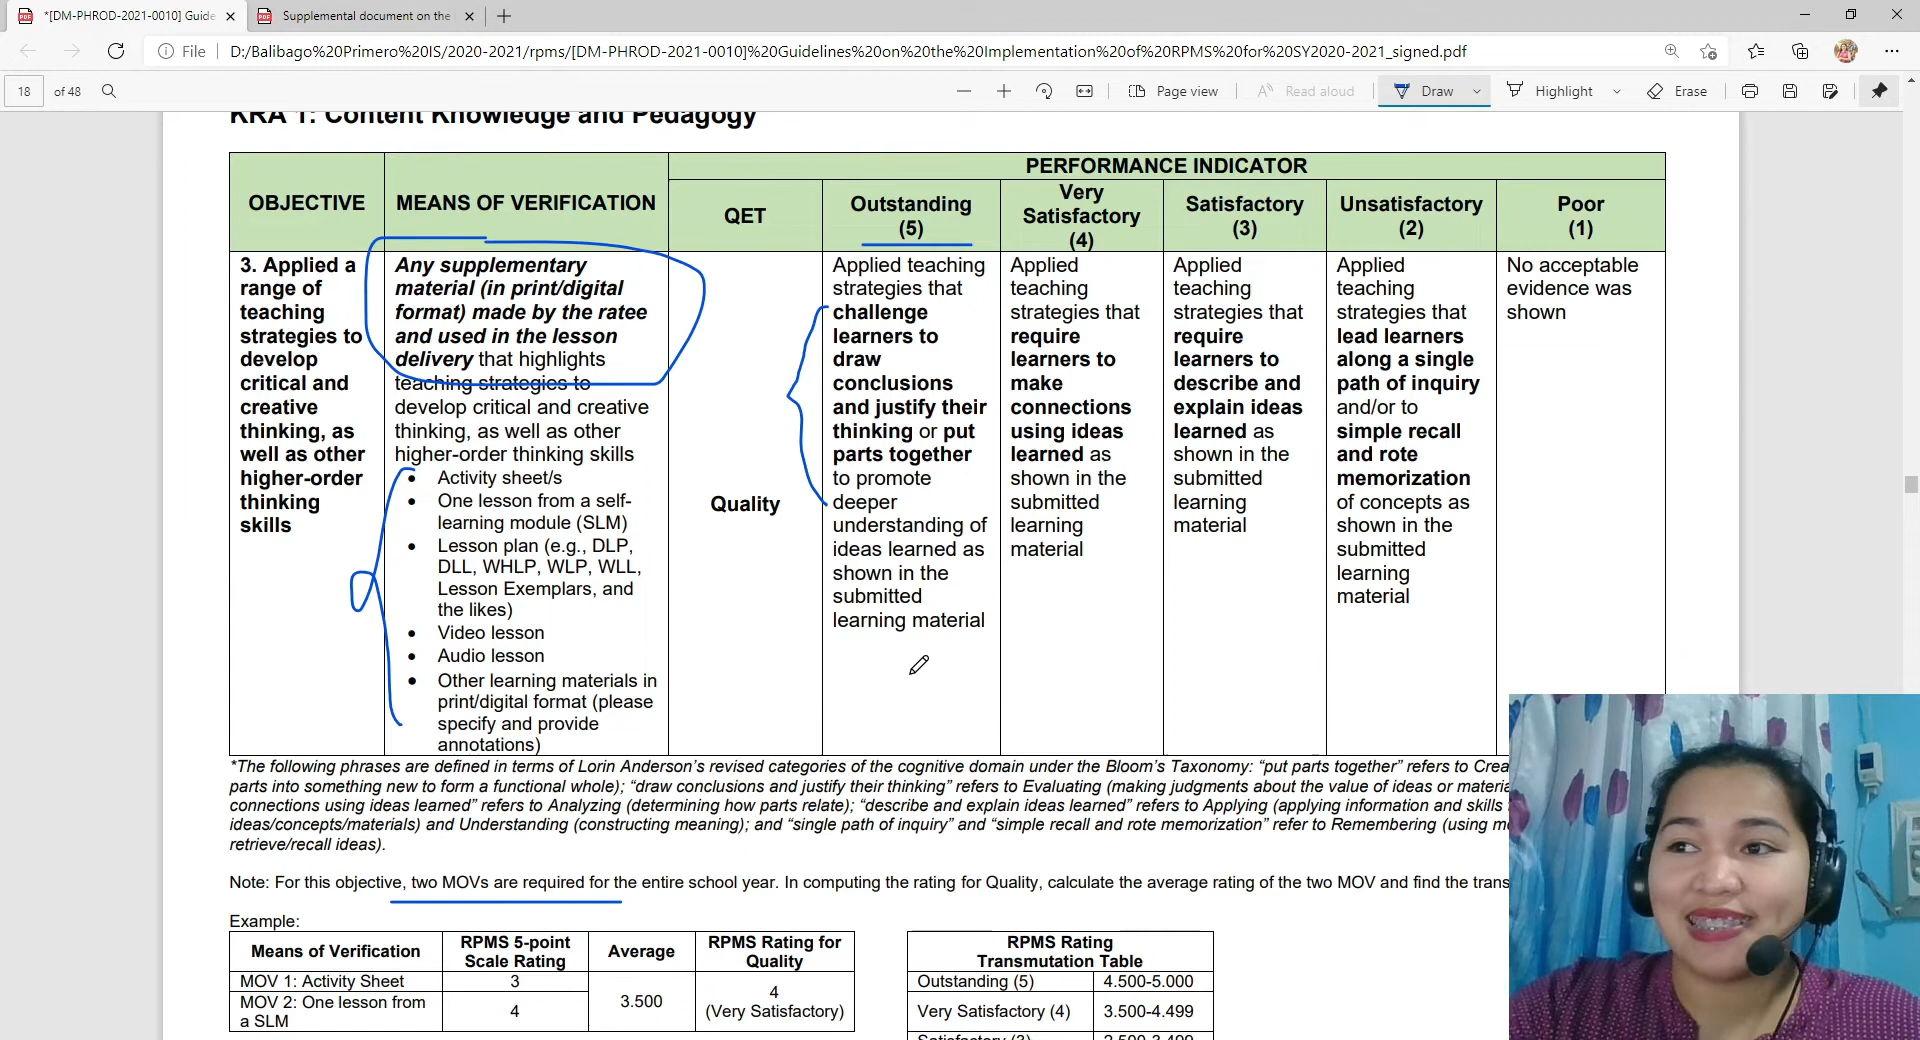 *[DM-PHROD-2021-0010] Guide
Supplemental document on the
File
D:/Balibago%20Primero%20IS/2020-2021/rpms/[DM-PHROD-2021-0010]%20Guidelines%20on%20the%20Implementation%20of%20RPMS%20for%20SY2020-2021_signed.pdf
18 of 48
Page view
Read aloud
Draw
Highlight
Erase
KRA 1: Content Knowledge and Pedagogy
OBJECTIVE
MEANS OF VERIFICATION
PERFORMANCE INDICATOR
QET
Outstanding
(5)
Very
Satisfactory
(4)
Satisfactory
(3)
Unsatisfactory
(2)
Poor
(1)
3. Applied a
range of
teaching
strategies to
develop
critical and
creative
thinking, as
well as other
higher-order
thinking
skills
Any supplementary
material (in print/digital
format) made by the ratee
and used in the lesson
delivery that highlights
teaching strategies to
develop critical and creative
thinking, as well as other
higher-order thinking skills
• Activity sheet/s
• One lesson from a self-
learning module (SLM)
• Lesson plan (e.g., DLP,
DLL, WHLP, WLP, WLL,
Lesson Exemplars, and
the likes)
• Video lesson
• Audio lesson
• Other learning materials in
print/digital format (please
specify and provide
annotations)
Quality
Applied teaching
strategies that
challenge
learners to
draw
conclusions
and justify their
thinking or put
parts together
to promote
deeper
understanding of
ideas learned as
shown in the
submitted
learning material
Applied
teaching
strategies that
require
learners to
make
connections
using ideas
learned as
shown in the
submitted
learning
material
Applied
teaching
strategies that
require
learners to
describe and
explain ideas
learned as
shown in the
submitted
learning
material
Applied
teaching
strategies that
lead learners
along a single
path of inquiry
and/or to
simple recall
and rote
memorization
of concepts as
shown in the
submitted
learning
material
No acceptable
evidence was
shown
*The following phrases are defined in terms of Lorin Anderson's revised categories of the cognitive domain under the Bloom's Taxonomy: "put parts together" refers to Crea
parts into something new to form a functional whole); "draw conclusions and justify their thinking" refers to Evaluating (making judgments about the value of ideas or materia
connections using ideas learned" refers to Analyzing (determining how parts relate); "describe and explain ideas learned" refers to Applying (applying information and skills
ideas/concepts/materials) and Understanding (constructing meaning); and "single path of inquiry" and "simple recall and rote memorization" refer to Remembering (using m
retrieve/recall ideas).
Note: For this objective, two MOVs are required for the entire school year. In computing the rating for Quality, calculate the average rating of the two MOV and find the trans
Example:
Means of Verification
RPMS 5-point
Scale Rating
Average
RPMS Rating for
Quality
MOV 1: Activity Sheet
3
MOV 2: One lesson from
a SLM
4
3.500
4
(Very Satisfactory)
RPMS Rating
Transmutation Table
Outstanding (5) 4.500-5.000
Very Satisfactory (4) 3.500-4.499
Satisfactory (3) 2.500-3.499